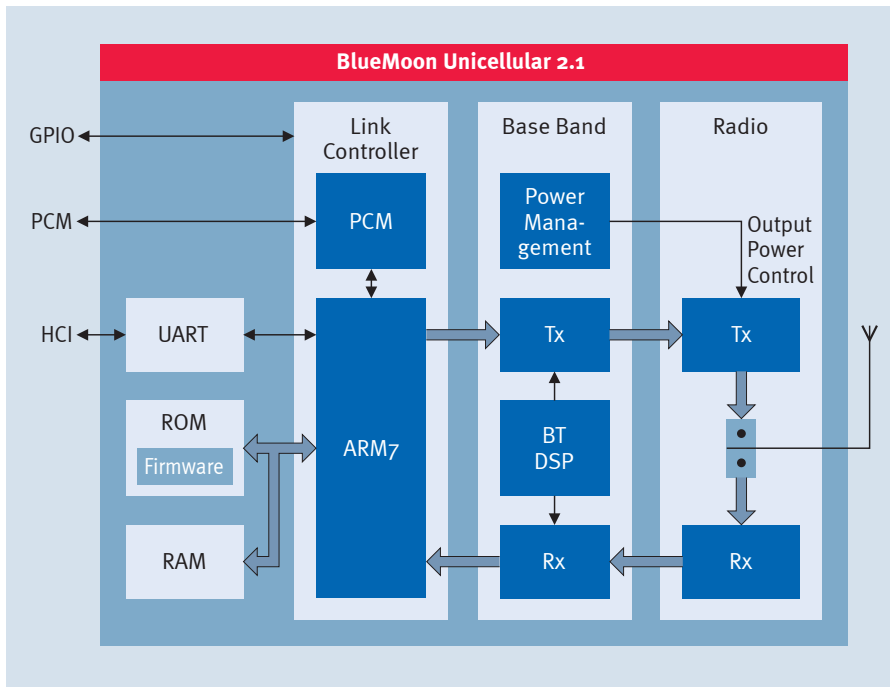 BlueMoon Unicellular 2.1
GPIO
Link
Controller
Base Band
Radio
PCM
PCM
Power
Mana-
gement
Output
Power
Control
HCI
UART
Tx
Tx
ROM
Firmware
ARM7
BT
DSP
RAM
Rx
Rx